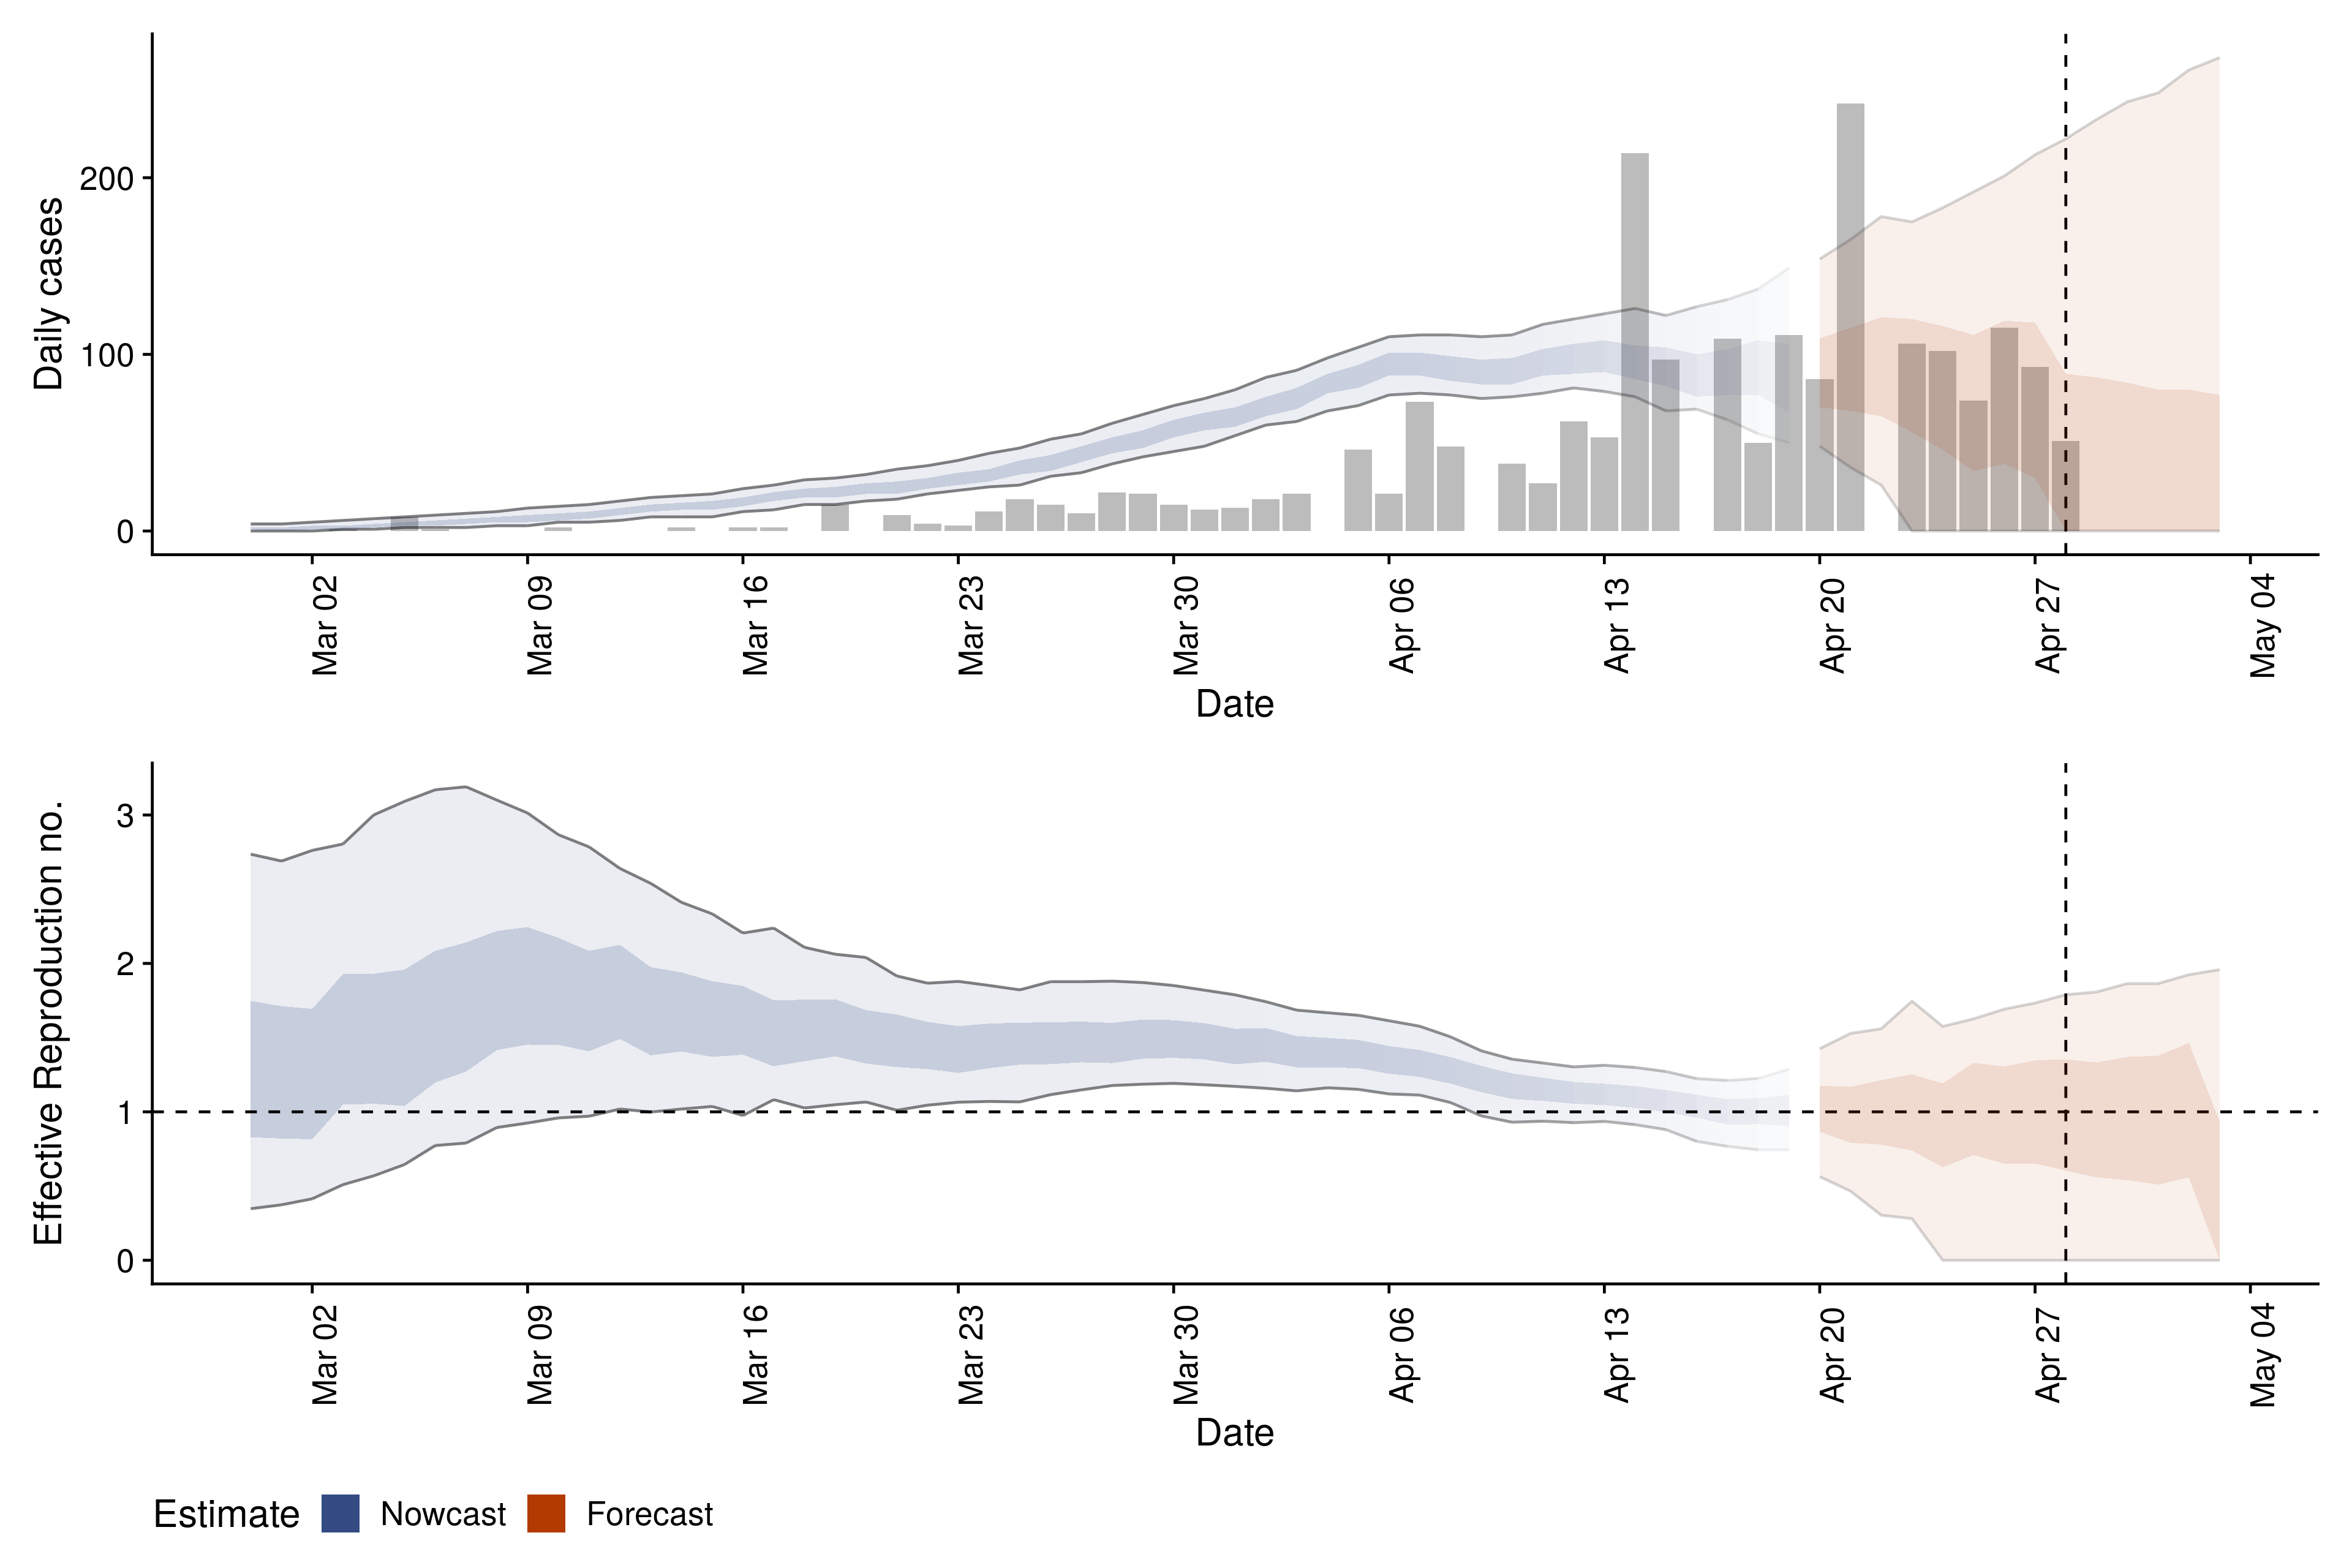 Daily cases
200
100
0
Mar 02 Mar 09 Mar 16 Mar 23 Mar 30 Apr 06 Apr 13 Apr 20 Apr 27 May 04
Date
Effective Reproduction no.
3
2
1
0
Mar 02 Mar 09 Mar 16 Mar 23 Mar 30 Apr 06 Apr 13 Apr 20 Apr 27 May 04
Date
Estimate Nowcast Forecast